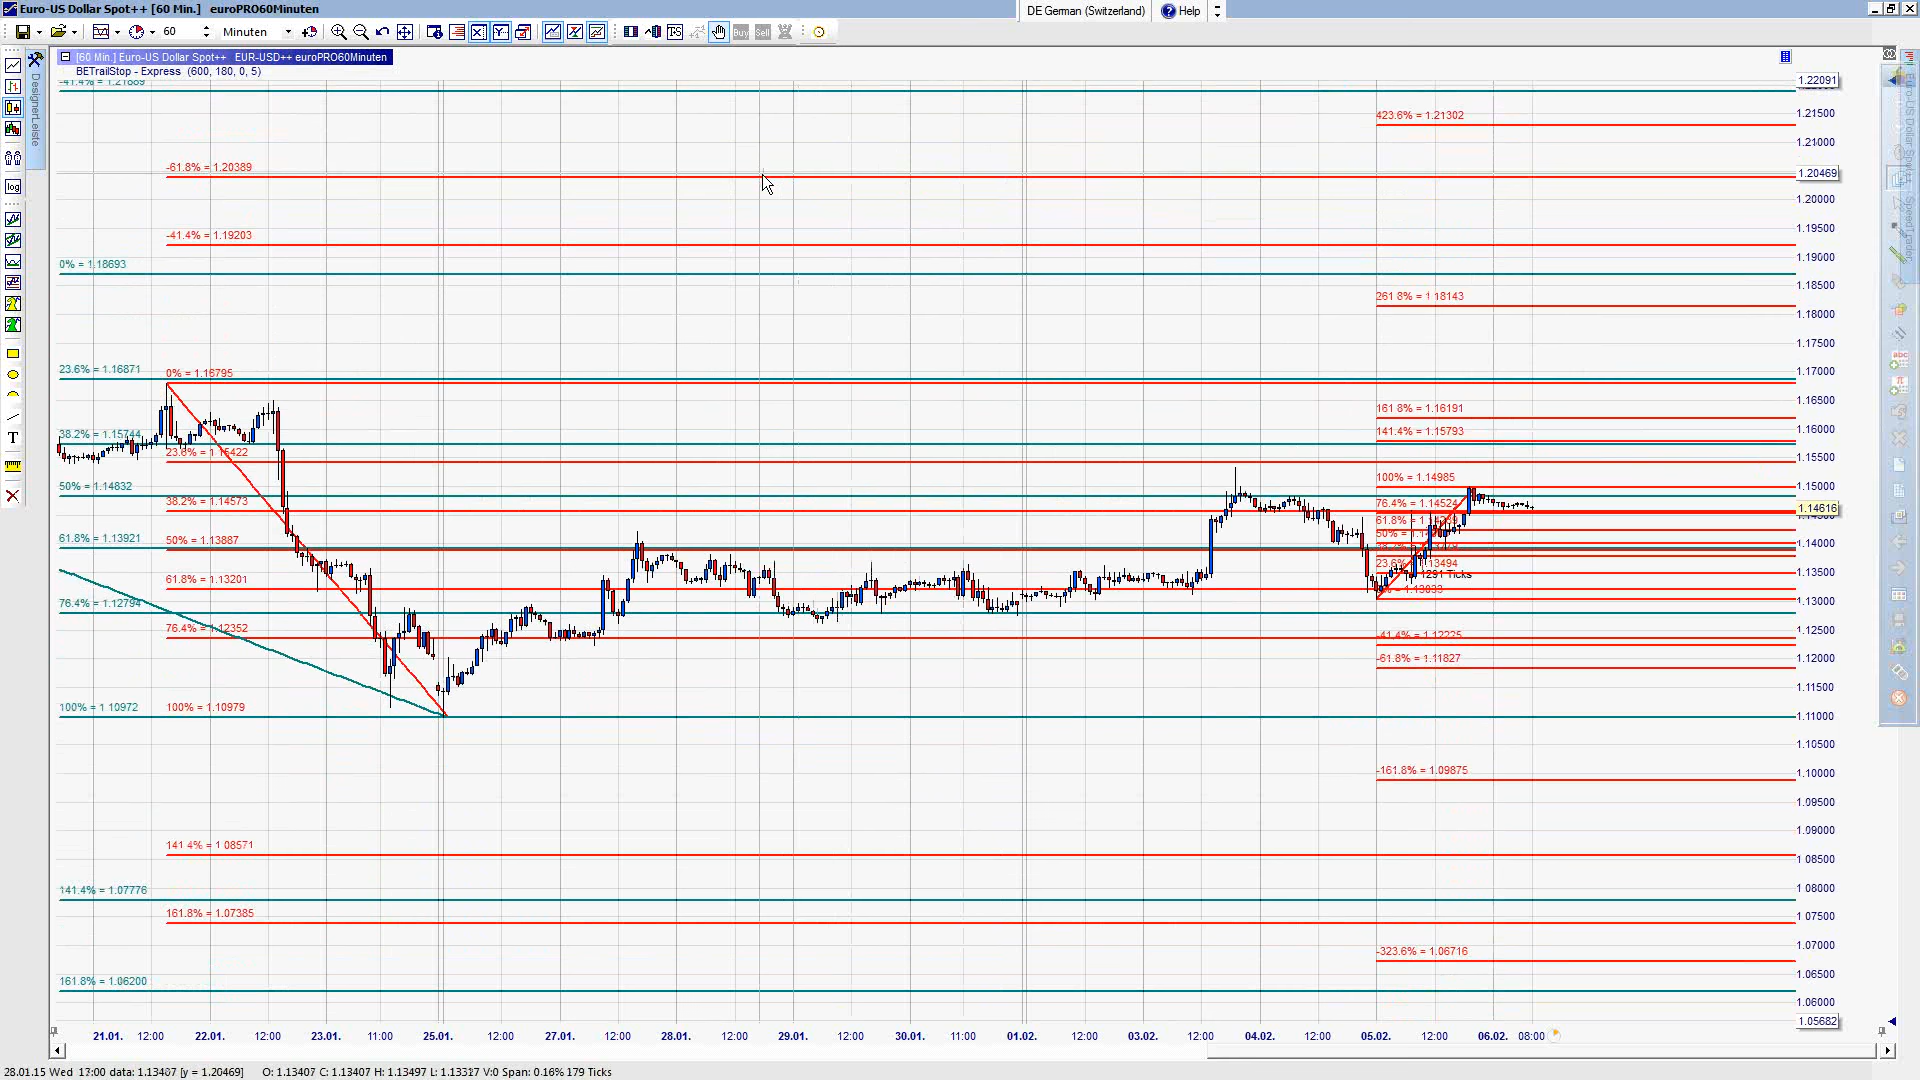 Euro-US Dollar Spot++ [60 Min.] euroPRO60Minuten
DE German (Switzerland)
Help
60 Minuten
Buy Sell
[60 Min.] Euro-US Dollar Spot++ EUR-USD++ euroPRO60Minuten
BETrailStop - Express (600, 180, 0, 5)
DesignerLeiste
log
T
-61.8% = 1.20389
-41.4% = 1.19203
0% = 1.18693
23.6% = 1.16871
0% = 1.16795
38.2% = 1.15744
23.6% = 1.15422
50% = 1.14832
38.2% = 1.14573
61.8% = 1.13921
50% = 1.13887
61.8% = 1.13201
76.4% = 1.12794
76.4% = 1.12352
100% = 1.10972
100% = 1.10979
141.4% = 1.08571
141.4% = 1.07776
161.8% = 1.07385
161.8% = 1.06200
423.6% = 1.21302
261.8% = 1.18143
161.8% = 1.16191
141.4% = 1.15793
100% = 1.14985
76.4% = 1.14524
23.6% = 1.13494
1291 Ticks
-41.4% = 1.12225
-61.8% = 1.11827
-161.8% = 1.09875
-323.6% = 1.06716
1.22091
1.21500
1.21000
1.20469
1.20000
1.19500
1.19000
1.18500
1.18000
1.17500
1.17000
1.16500
1.16000
1.15500
1.15000
1.14616
1.14000
1.13500
1.13000
1.12500
1.12000
1.11500
1.11000
1.10500
1.10000
1.09500
1.09000
1.08500
1.08000
1.07500
1.07000
1.06500
1.06000
1.05682
21.01. 12:00 22.01. 12:00 23.01. 11:00 25.01. 12:00 27.01. 12:00 28.01. 12:00 29.01. 12:00 30.01. 11:00 01.02. 12:00 03.02. 12:00 04.02. 12:00 05.02. 12:00 06.02. 08:00
28.01.15 Wed 17:00 data: 1.13407 [y = 1.20469] O: 1.13407 C: 1.13407 H: 1.13497 L: 1.13327 V:0 Span: 0.16% 179 Ticks